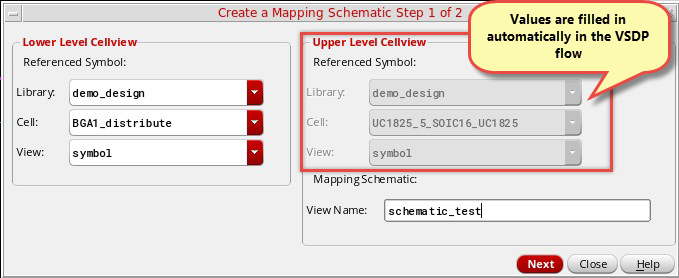 Create a Mapping Schematic Step 1 of 2
Values are filled in
automatically in the VSDP
flow
Lower Level Cellview
Referenced Symbol:
Library: demo_design
Cell: BGA1_distribute
View: symbol
Upper Level Cellview
Referenced Symbol:
Library: demo_design
Cell: UC1825_5_SOIC16_UC1825
View: symbol
Mapping Schematic:
View Name: schematic_test
Next Close Help